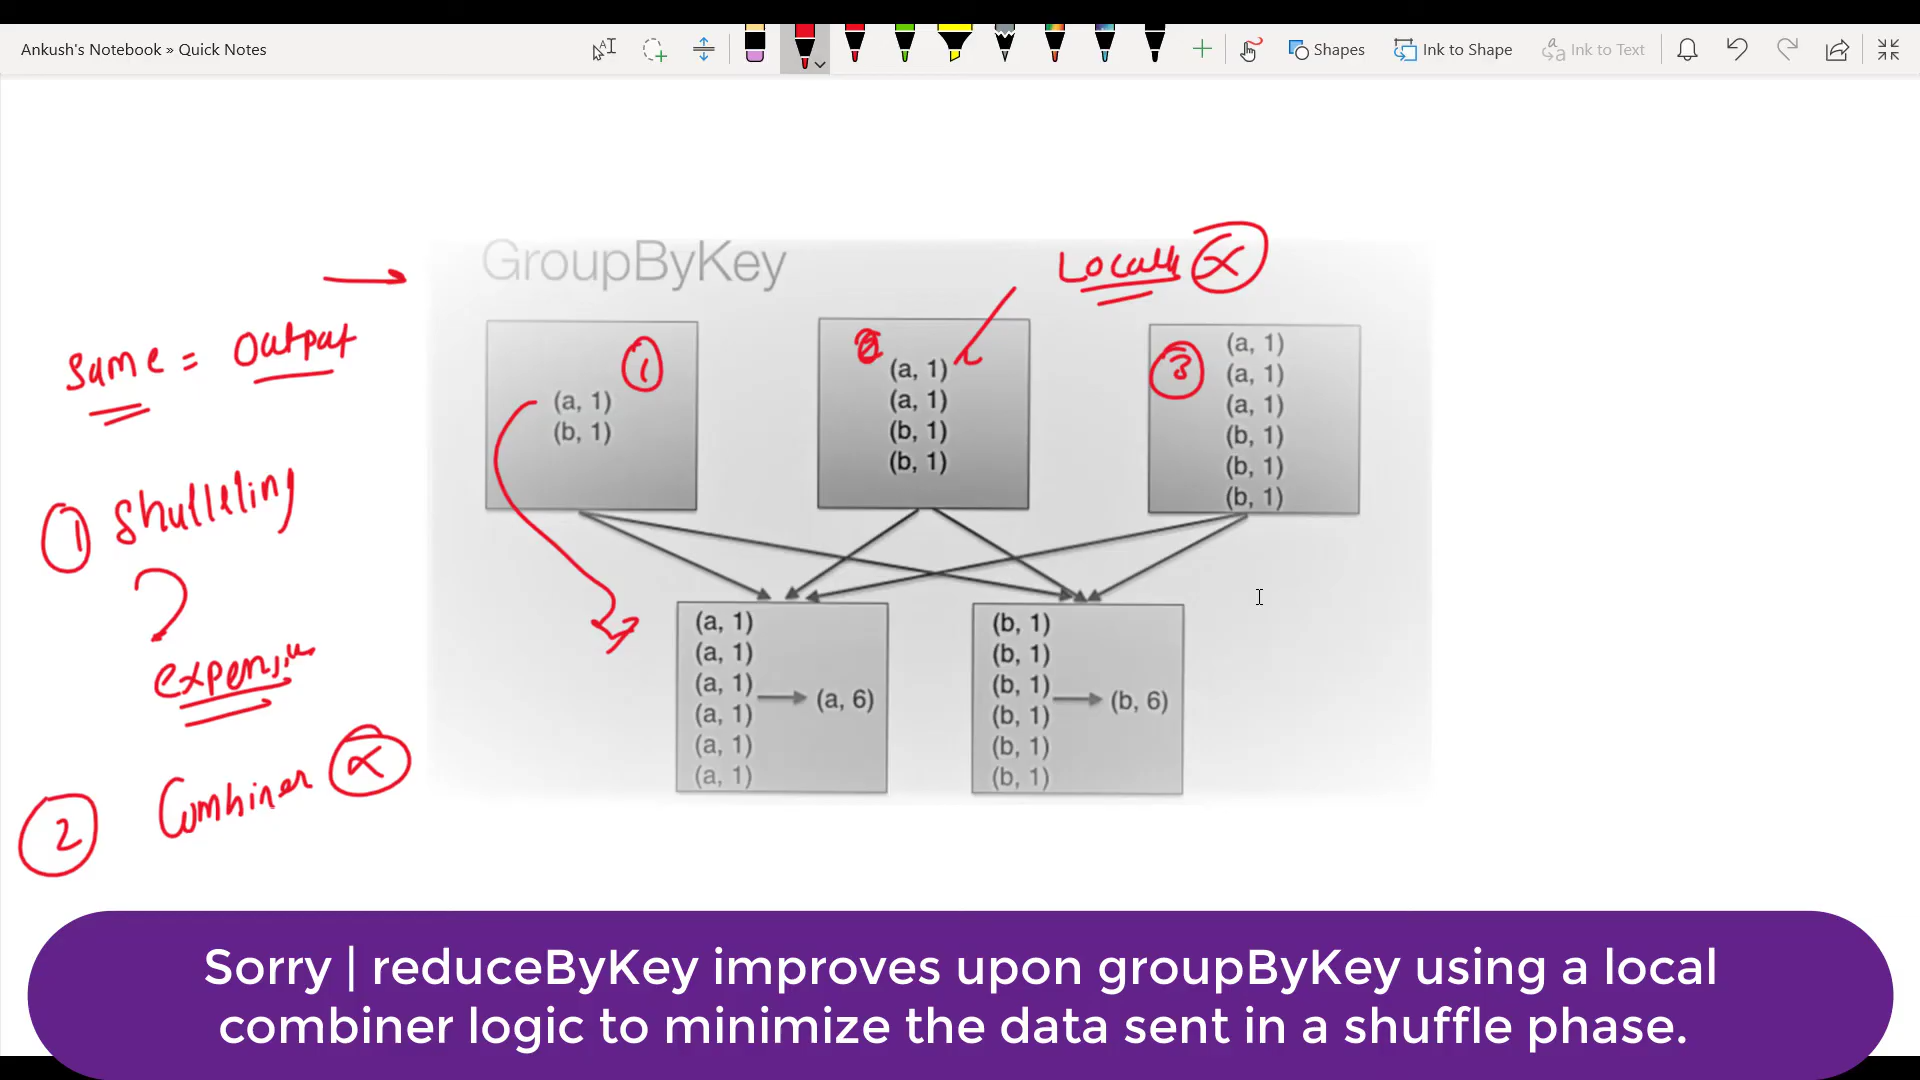 Ankush's Notebook » Quick Notes
Shapes
Ink to Shape
Ink to Text
GroupByKey
Locally
Same = Output
1
(a, 1)
(b, 1)
2
(a, 1)
(a, 1)
(b, 1)
(b, 1)
3
(a, 1)
(a, 1)
(a, 1)
(b, 1)
(b, 1)
(b, 1)
1 Shuffeling
expensive
2 Combiner
(a, 1)
(a, 1)
(a, 1)
(a, 1)
(a, 1)
(a, 1)
(a, 6)
(b, 1)
(b, 1)
(b, 1)
(b, 1)
(b, 1)
(b, 1)
(b, 6)
Sorry | reduceByKey improves upon groupByKey using a local
combiner logic to minimize the data sent in a shuffle phase.